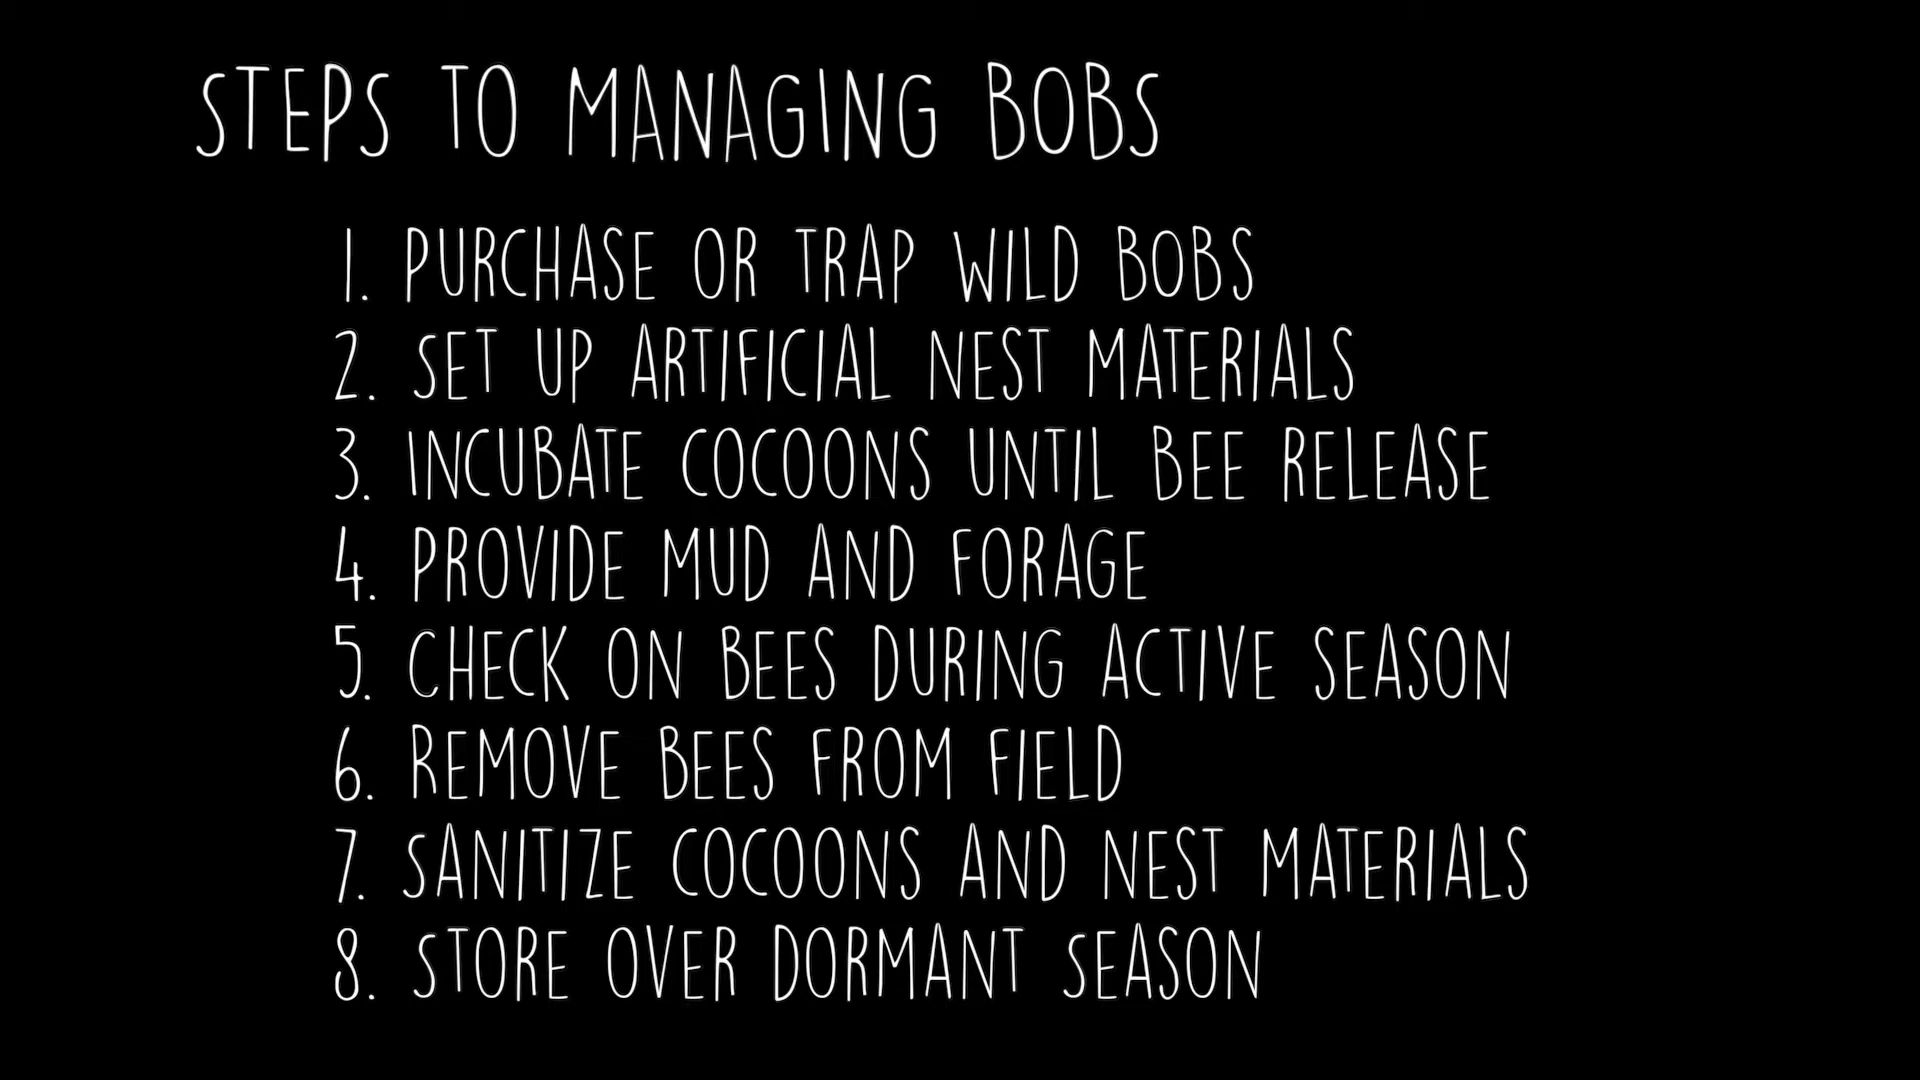 STEPS TO MANAGING BOBS
1. PURCHASE OR TRAP WILD BOBS
2. SET UP ARTIFICIAL NEST MATERIALS
3. INCUBATE COCOONS UNTIL BEE RELEASE
4. PROVIDE MUD AND FORAGE
5. CHECK ON BEES DURING ACTIVE SEASON
6. REMOVE BEES FROM FIELD
7. SANITIZE COCOONS AND NEST MATERIALS
8. STORE OVER DORMANT SEASON